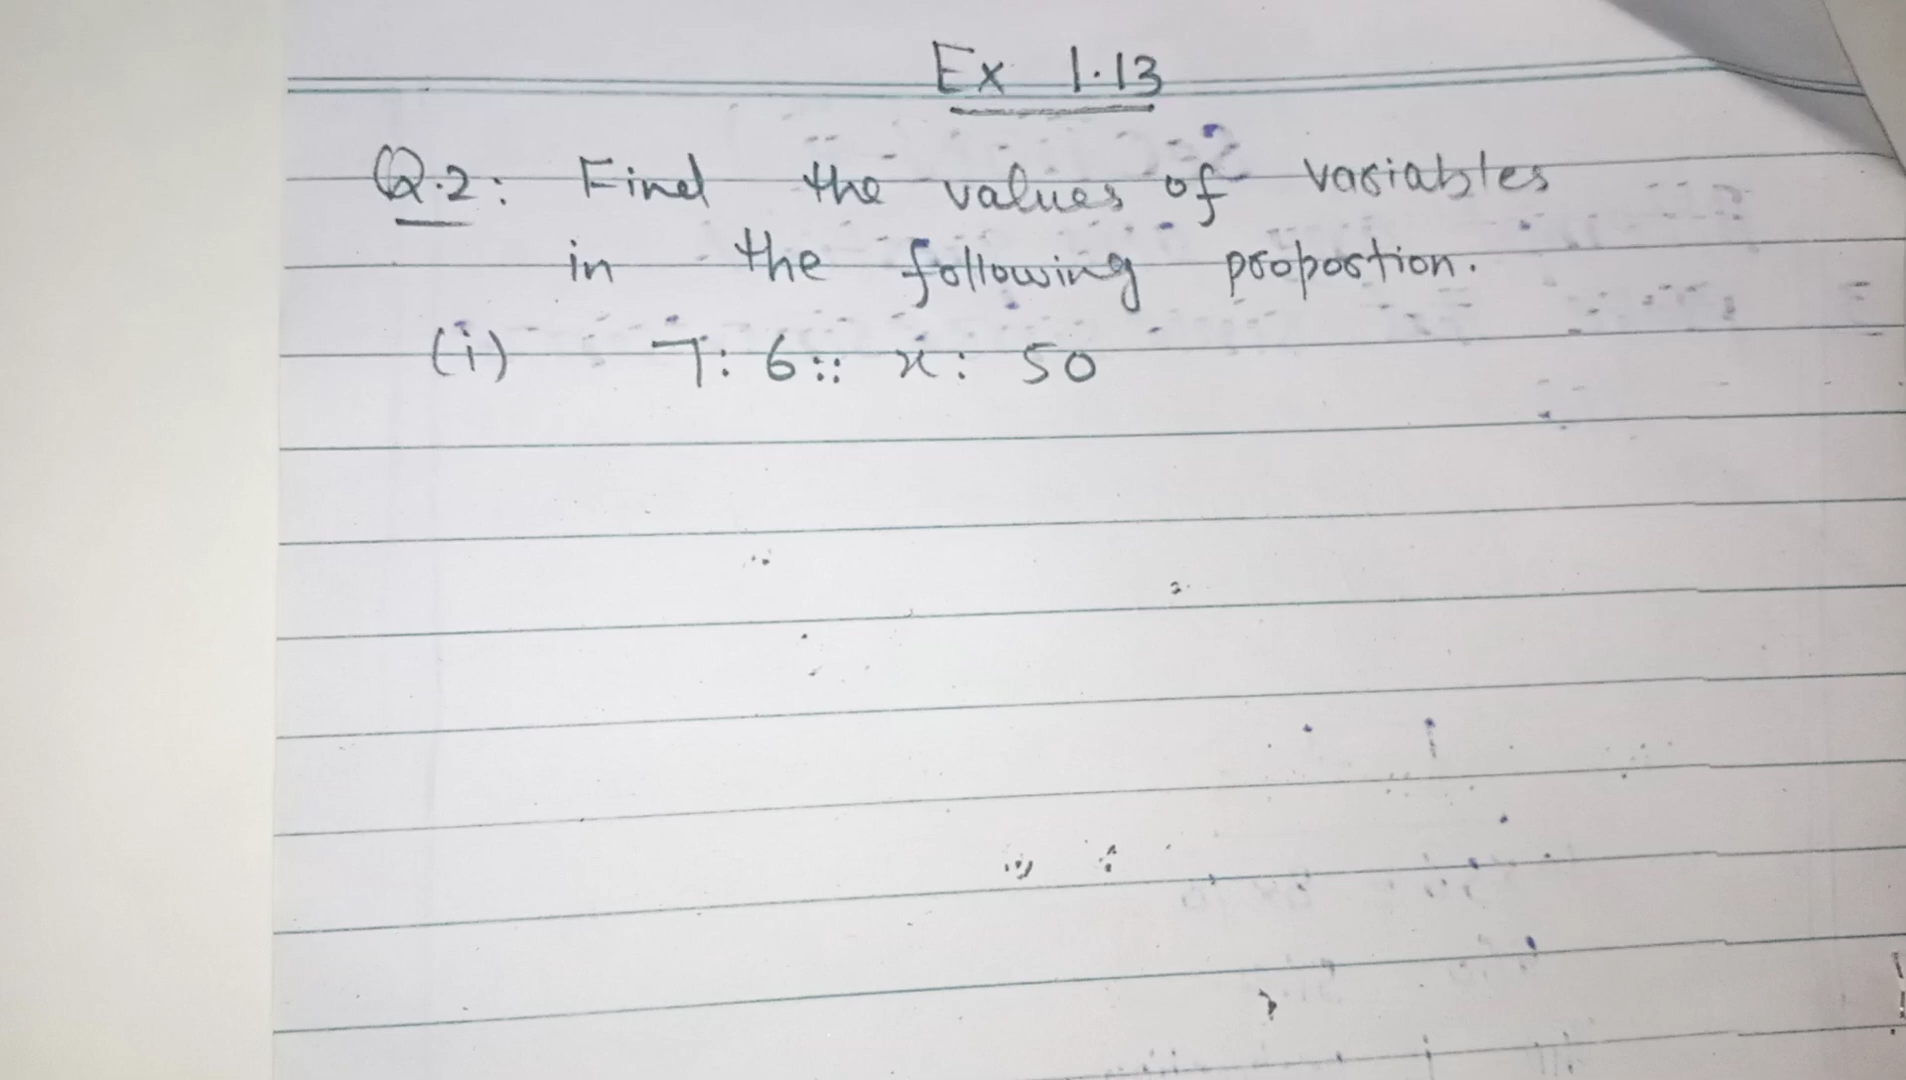 Ex 1.13
Q.2: Find the values of variables
in the following proportion.
(i) 7: 6:: x: 50